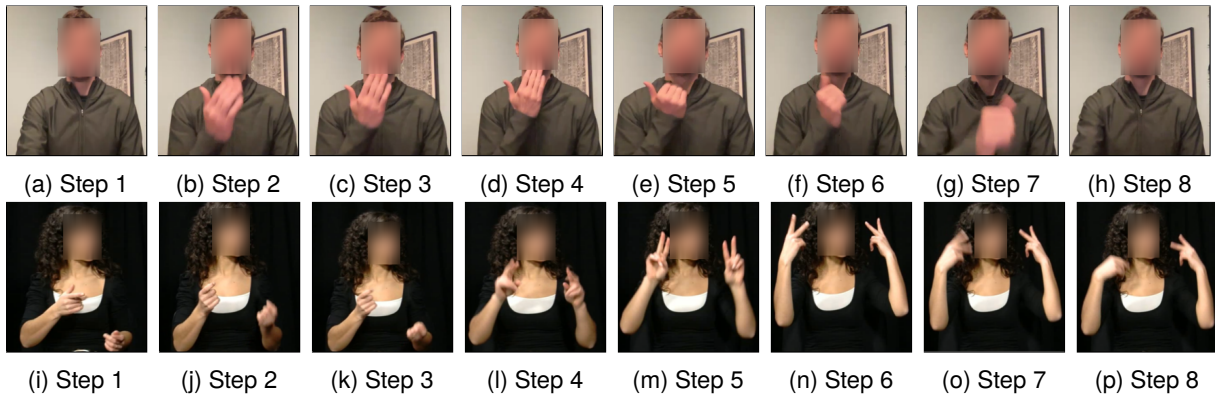 (a) Step 1 (b) Step 2 (c) Step 3 (d) Step 4 (e) Step 5 (f) Step 6 (g) Step 7 (h) Step 8
(i) Step 1 (j) Step 2 (k) Step 3 (l) Step 4 (m) Step 5 (n) Step 6 (o) Step 7 (p) Step 8